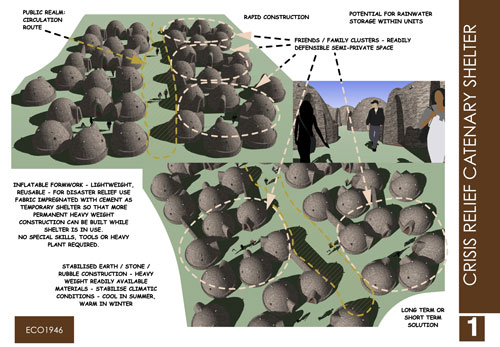 PUBLIC REALM:
CIRCULATION
ROUTE
RAPID CONSTRUCTION
POTENTIAL FOR RAINWATER
STORAGE WITHIN UNITS
FRIENDS / FAMILY CLUSTERS - READILY
DEFENSIBLE SEMI-PRIVATE SPACE
INFLATABLE FORMWORK - LIGHTWEIGHT,
REUSABLE - FOR DISASTER RELIEF USE
FABRIC IMPREGNATED WITH CEMENT AS
TEMPORARY SHELTER SO THAT MORE
PERMANENT HEAVY WEIGHT
CONSTRUCTION CAN BE BUILT WHILE
SHELTER IS IN USE.
NO SPECIAL SKILLS, TOOLS OR HEAVY
PLANT REQUIRED.
STABILISED EARTH / STONE /
RUBBLE CONSTRUCTION - HEAVY
WEIGHT READILY AVAILABLE
MATERIALS - STABILISE CLIMATIC
CONDITIONS - COOL IN SUMMER,
WARM IN WINTER
LONG TERM OR
SHORT TERM
SOLUTION
ECO1946
CRISIS RELIEF CATENARY SHELTER
1